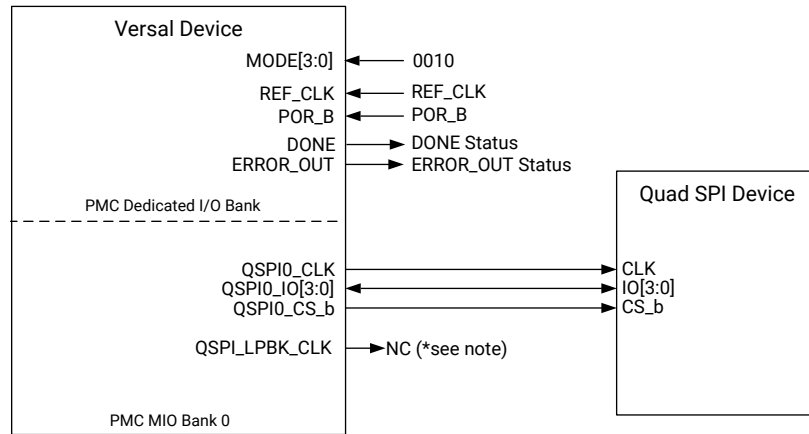 Versal Device
MODE[3:0] 0010
REF_CLK REF_CLK
POR_B POR_B
DONE DONE Status
ERROR_OUT ERROR_OUT Status
PMC Dedicated I/O Bank
Quad SPI Device
QSPI0_CLK CLK
QSPI0_IO[3:0] IO[3:0]
QSPI0_CS_b CS_b
QSPI_LPBK_CLK NC (*see note)
PMC MIO Bank 0